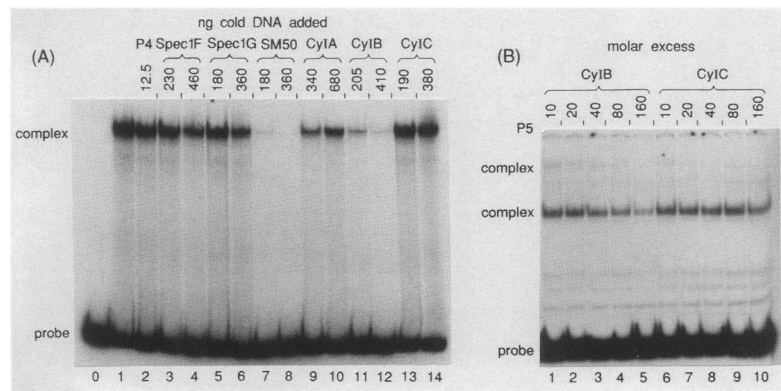 ng cold DNA added
(A)
P4 Spec1F Spec1G SM50 CyIA CyIB CyIC
12.5 230 460 180 360 180 360 340 680 205 410 190 380
complex
probe
0 1 2 3 4 5 6 7 8 9 10 11 12 13 14
(B)
molar excess
CyIB CyIC
10 20 40 80 160 10 20 40 80 160
P5
complex
complex
probe
1 2 3 4 5 6 7 8 9 10